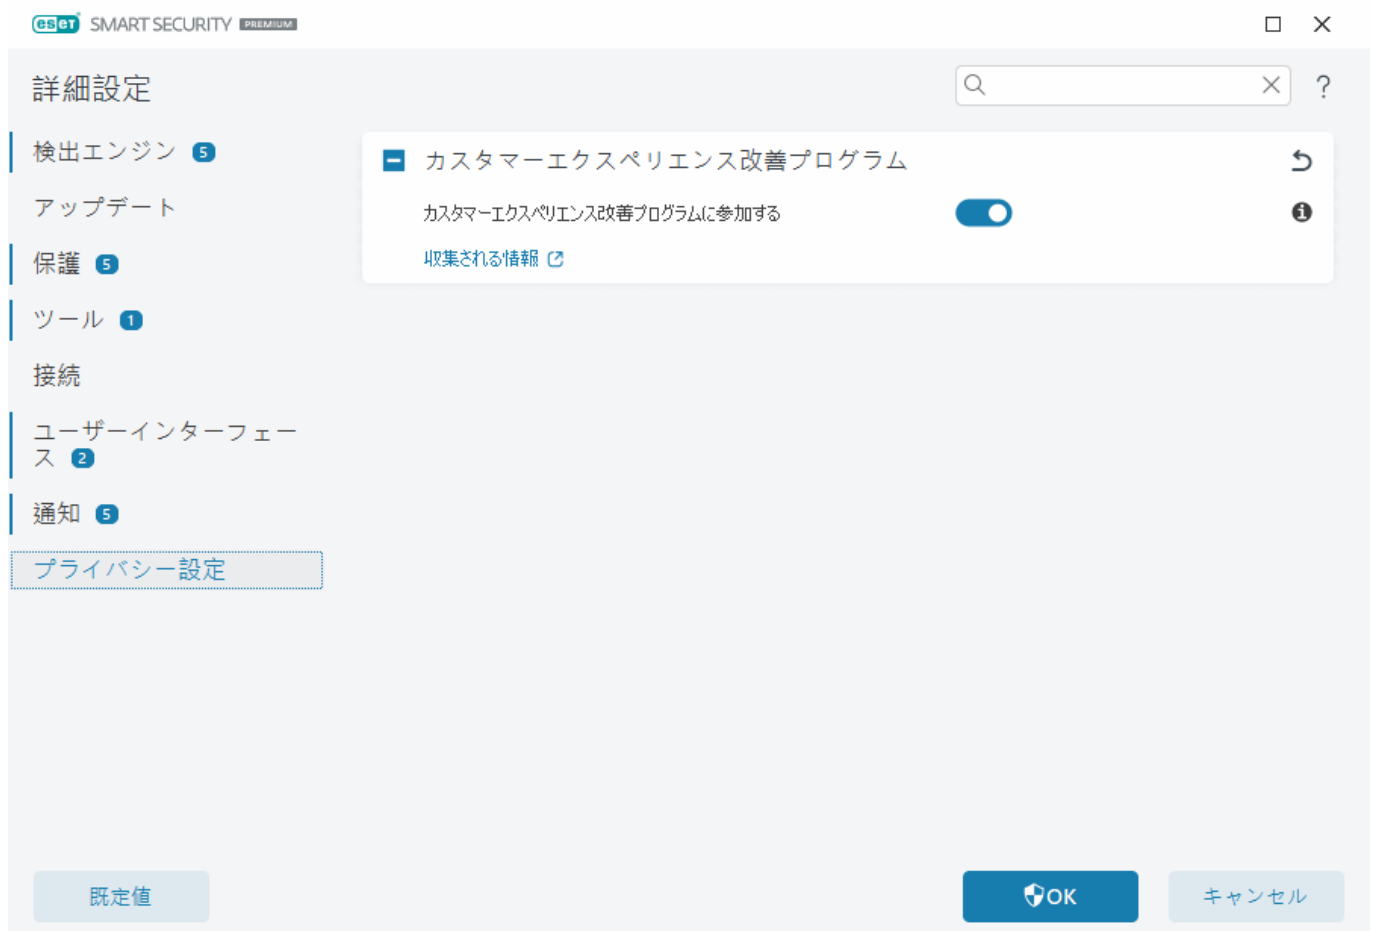 eset SMART SECURITY PREMIUM
詳細設定
?
検出エンジン 5
アップデート
保護 5
ツール 1
接続
ユーザーインターフェー
ス 2
通知 5
プライバシー設定
カスタマーエクスペリエンス改善プログラム
カスタマーエクスペリエンス改善プログラムに参加する
収集される情報
既定値
OK
キャンセル